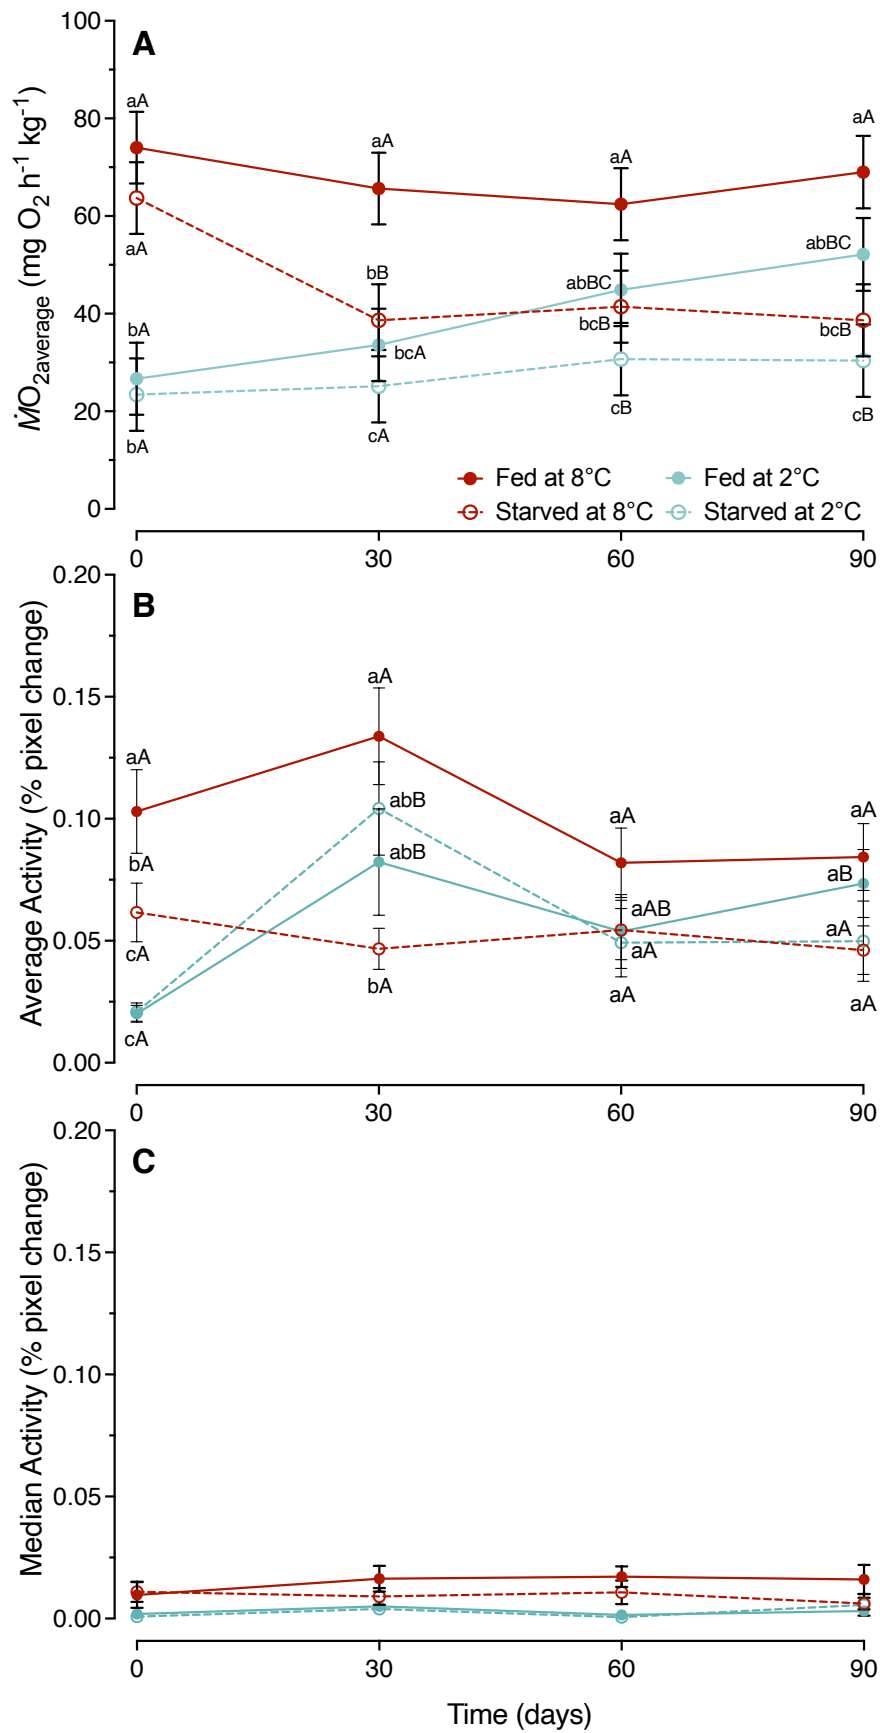 A
ṀO2average (mg O2 h-1 kg-1)
100
80
60
40
20
0
aA
aA
aA
aA
aA
bB
abBC
abBC
bA
bcA
bcB
bcB
bA
cA
cB
cB
Fed at 8°C
Fed at 2°C
Starved at 8°C
Starved at 2°C
0
30
60
90
B
Average Activity (% pixel change)
0.20
0.15
0.10
0.05
0.00
aA
aA
aA
aA
abB
bA
abB
aB
aAB
cA
aA
aA
bA
aA
aA
cA
0
30
60
90
C
Median Activity (% pixel change)
0.20
0.15
0.10
0.05
0.00
0
30
60
90
Time (days)